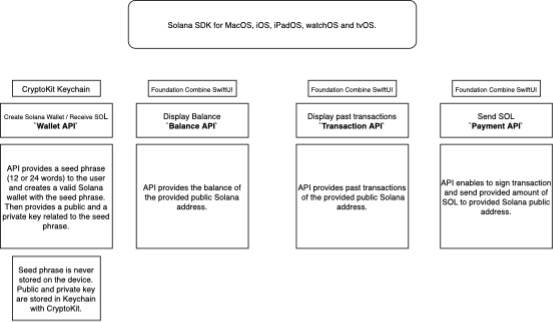 Solana SDK for MacOS, iOS, iPadOS, watchOS and tvOS.
CryptoKit Keychain
Create Solana Wallet / Receive SOL
`Wallet API`
API provides a seed phrase
(12 or 24 words) to the user
and creates a valid Solana
wallet with the seed phrase.
Then provides a public and a
private key related to the seed
phrase.
Seed phrase is never
stored on the device.
Public and private key
are stored in Keychain
with CryptoKit.
Foundation Combine SwiftUI
Display Balance
`Balance API`
API provides the balance of
the provided public Solana
address.
Foundation Combine SwiftUI
Display past transactions
`Transaction API`
API provides past transactions
of the provided public Solana
address.
Foundation Combine SwiftUI
Send SOL
`Payment API`
API enables to sign transaction
and send provided amount of
SOL to provided Solana public
address.